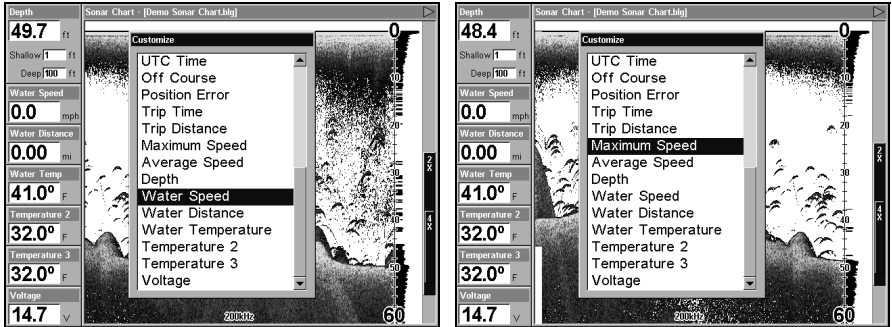 Depth
49.7 ft
Shallow 1 ft
Deep 100 ft
Water Speed
0.0 mph
Water Distance
0.00 mi
Water Temp
41.0º F
Temperature 2
32.0º F
Temperature 3
32.0º F
Voltage
14.7 V
Sonar Chart - [Demo Sonar Chart.blg]
Customize
UTC Time
Off Course
Position Error
Trip Time
Trip Distance
Maximum Speed
Average Speed
Depth
Water Speed
Water Distance
Water Temperature
Temperature 2
Temperature 3
Voltage
0
10
20
30
40
50
60
200kHz
2X
4X
Depth
48.4 ft
Shallow 1 ft
Deep 100 ft
Water Speed
0.0 mph
Water Distance
0.00 mi
Water Temp
41.0º F
Temperature 2
32.0º F
Temperature 3
32.0º F
Voltage
14.7 V
Sonar Chart - [Demo Sonar Chart.blg]
Customize
UTC Time
Off Course
Position Error
Trip Time
Trip Distance
Maximum Speed
Average Speed
Depth
Water Speed
Water Distance
Water Temperature
Temperature 2
Temperature 3
Voltage
0
10
20
30
40
50
60
200kHz
2X
4X